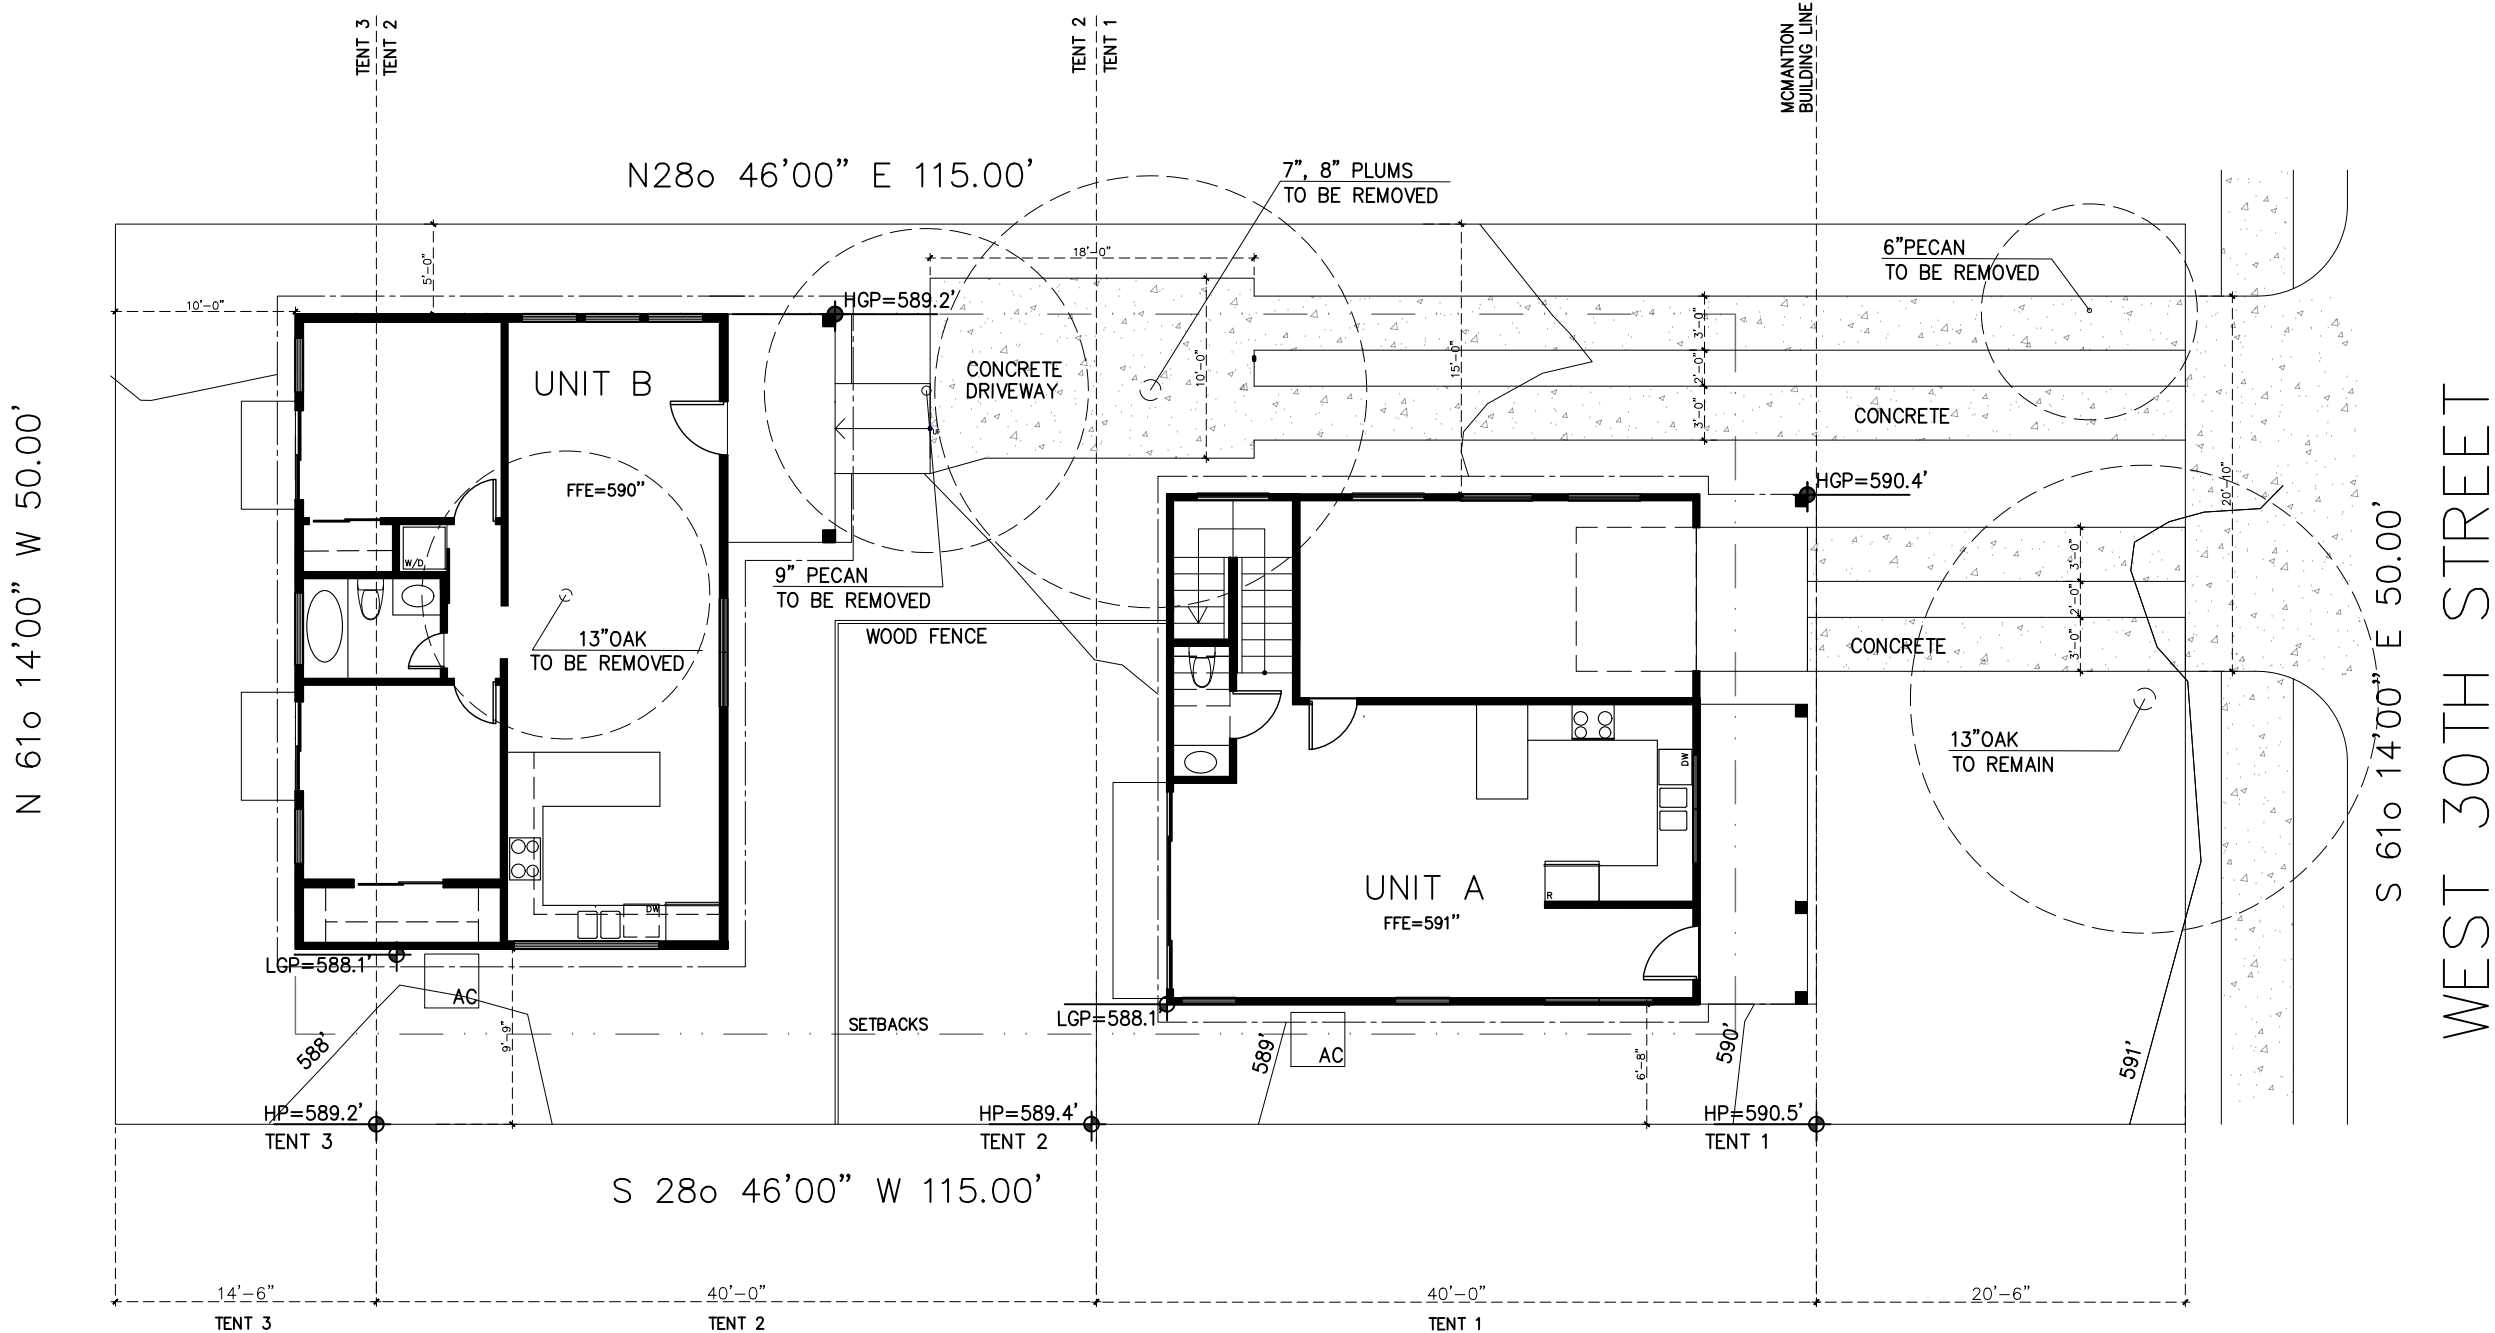 TENT 3
TENT 2
TENT 2
TENT 1
MCMANTION
BUILDING LINE
N28o 46'00" E 115.00'
7", 8" PLUMS
TO BE REMOVED
6"PECAN
TO BE REMOVED
5'-0"
18'-0"
10'-0"
HGP=589.2'
UNIT B
CONCRETE
DRIVEWAY
10'-0"
15'-0"
3'-0"
2'-0"
3'-0"
CONCRETE
N 61o 14'00" W 50.00'
FFE=590"
HGP=590.4'
20'-10"
W/D
9" PECAN
TO BE REMOVED
3'-0"
2'-0"
3'-0"
CONCRETE
WOOD FENCE
13"OAK
TO BE REMOVED
13"OAK
TO REMAIN
DW
S 61o 14'00" E 50.00'
WEST 30TH STREET
UNIT A
FFE=591"
R
DW
LGP=588.1'
AC
LGP=588.1'
SETBACKS
588'
9'-9"
589'
AC
6'-8"
590'
591'
HP=589.2'
TENT 3
HP=589.4'
TENT 2
HP=590.5'
TENT 1
S 28o 46'00" W 115.00'
14'-6"
40'-0"
40'-0"
20'-6"
TENT 3
TENT 2
TENT 1